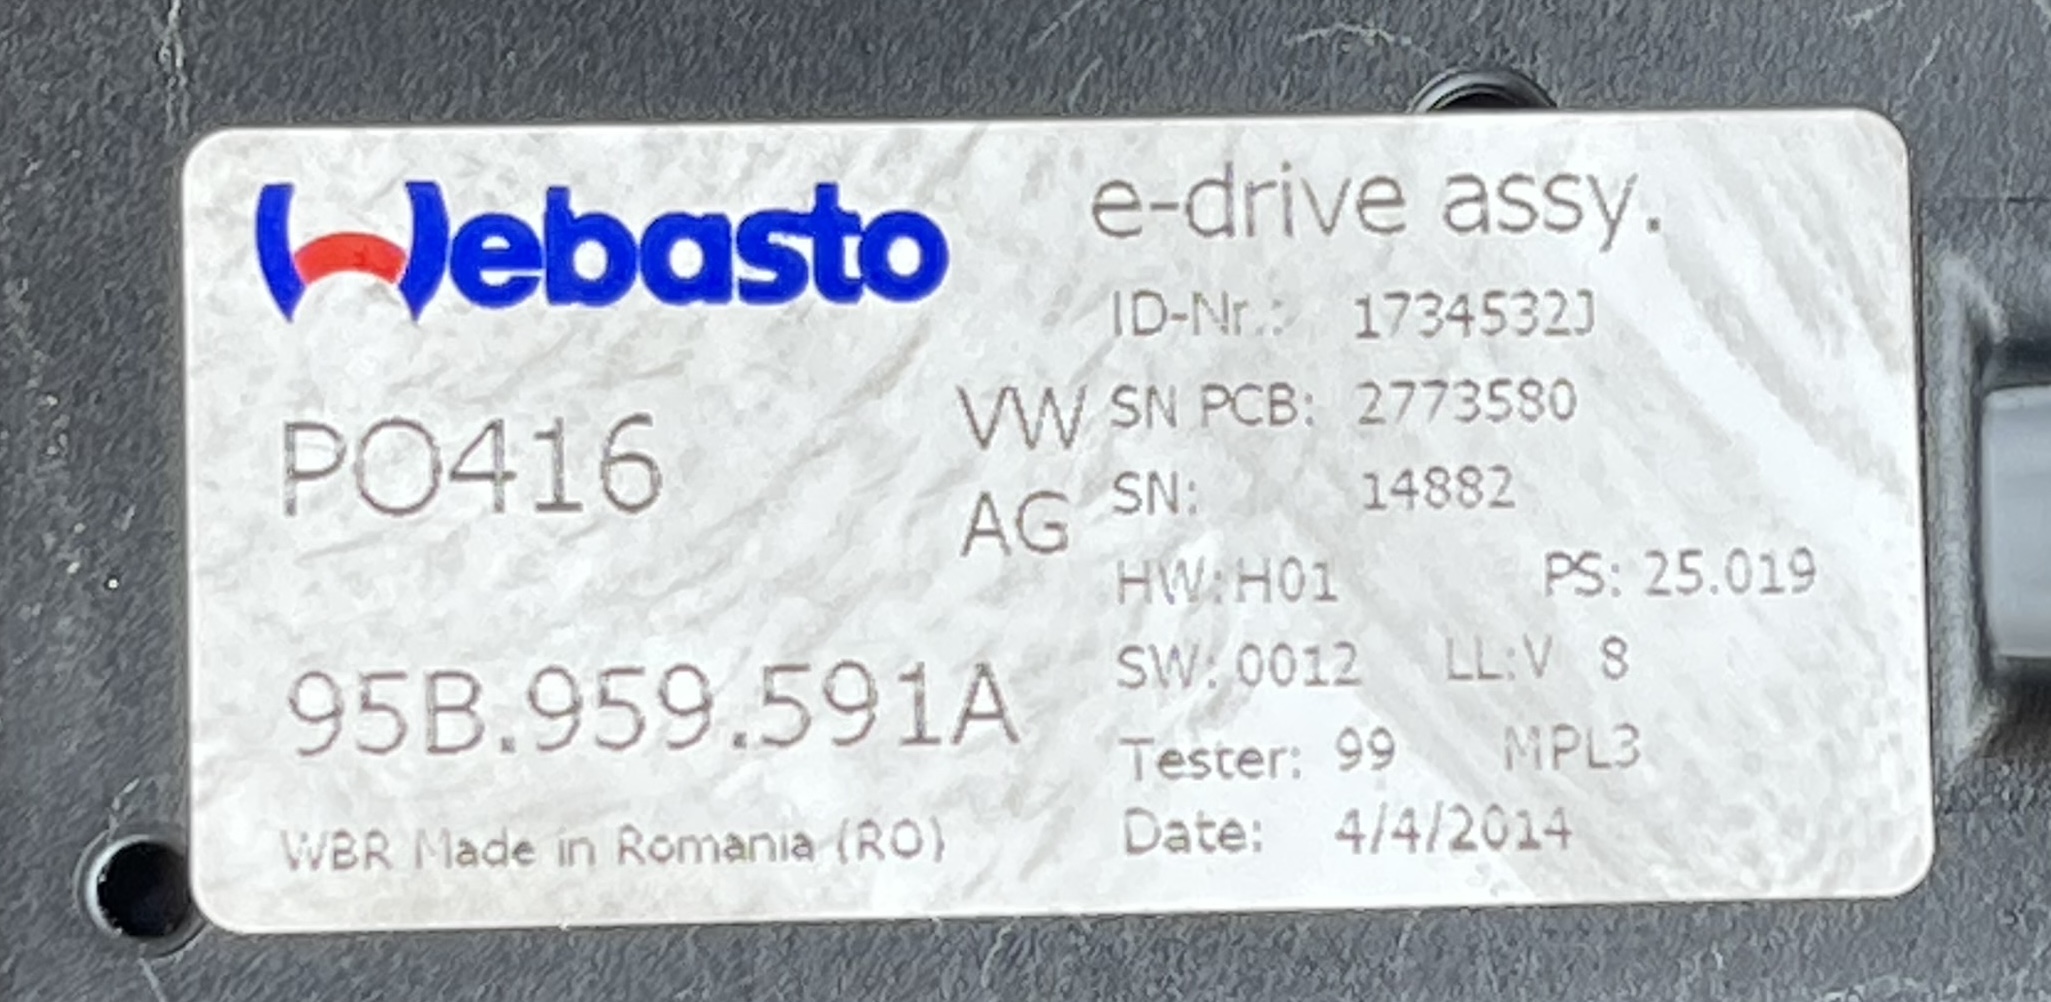 Webasto
e-drive assy.
ID-Nr.: 1734532J
PO416
VW AG
SN PCB: 2773580
SN: 14882
HW:H01 PS: 25.019
95B.959.591A
SW: 0012 LL:V 8
Tester: 99 MPL3
WBR Made in Romania (RO)
Date: 4/4/2014